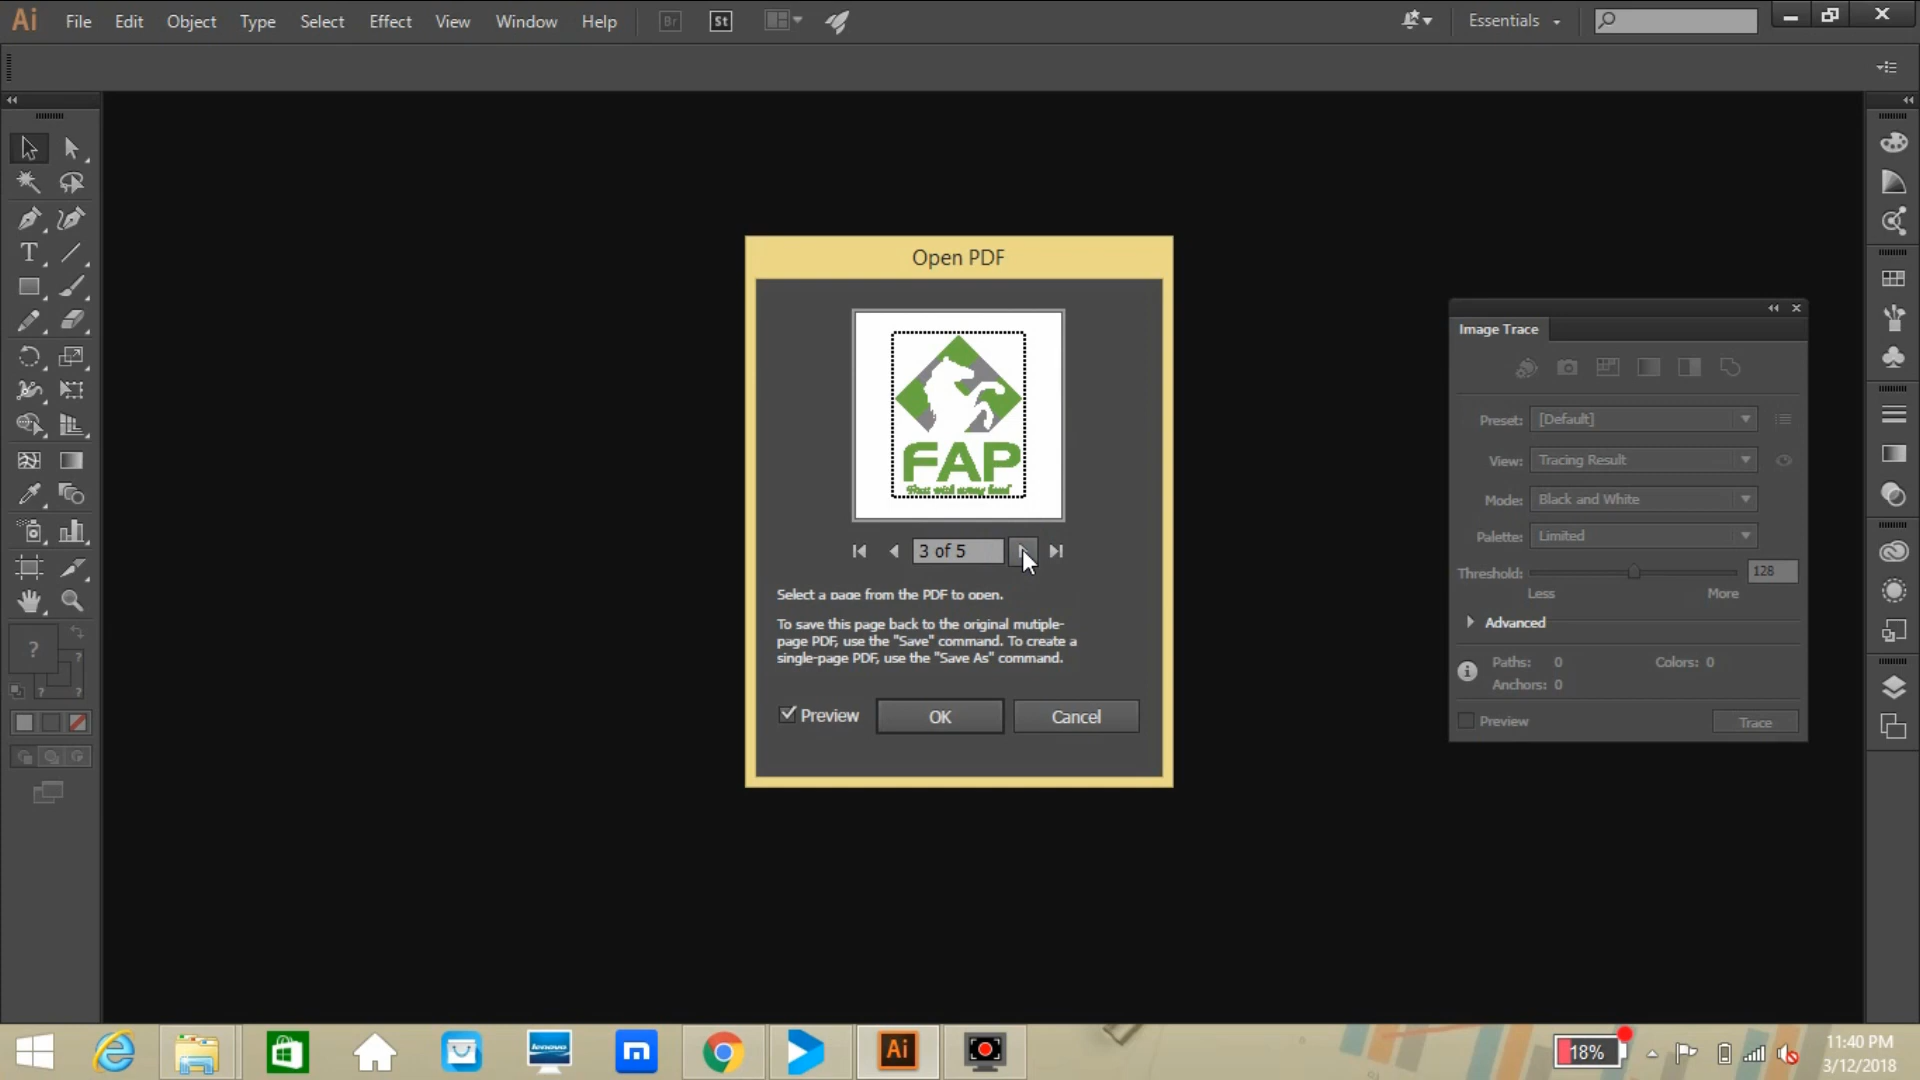 Ai File Edit Object Type Select Effect View Window Help Br St Essentials
Open PDF
FAP
3 of 5
Select a page from the PDF to open.
To save this page back to the original mutiple-
page PDF, use the "Save" command. To create a
single-page PDF, use the "Save As" command.
Preview OK Cancel
Image Trace
Preset: [Default]
View: Tracing Result
Mode: Black and White
Palette: Limited
Threshold: 128
Less More
Advanced
Paths: 0 Colors: 0
Anchors: 0
Preview Trace
T
?
?
? ?
lenovo
m
Ai
18%
11:40 PM
3/12/2018